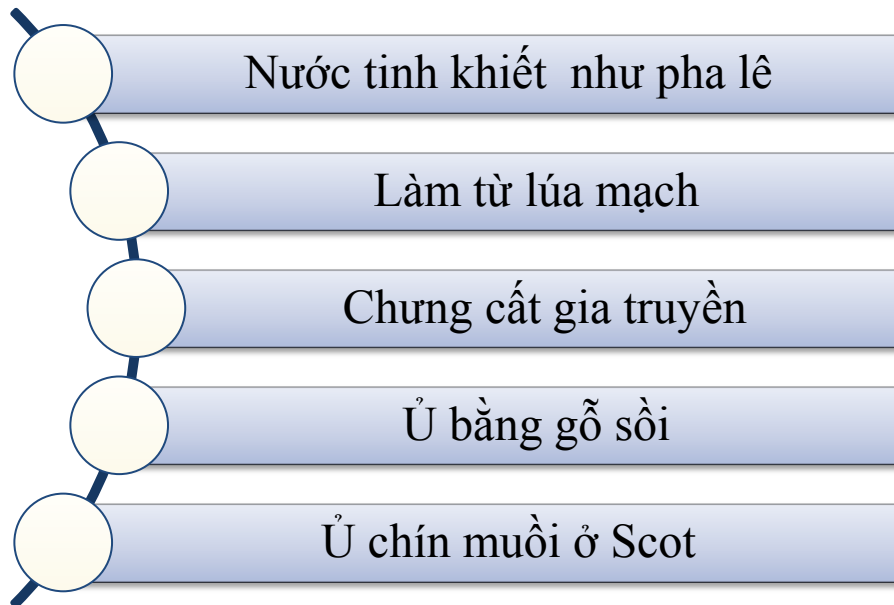 Nước tinh khiết như pha lê
Làm từ lúa mạch
Chưng cất gia truyền
Ủ bằng gỗ sồi
Ủ chín muồi ở Scot